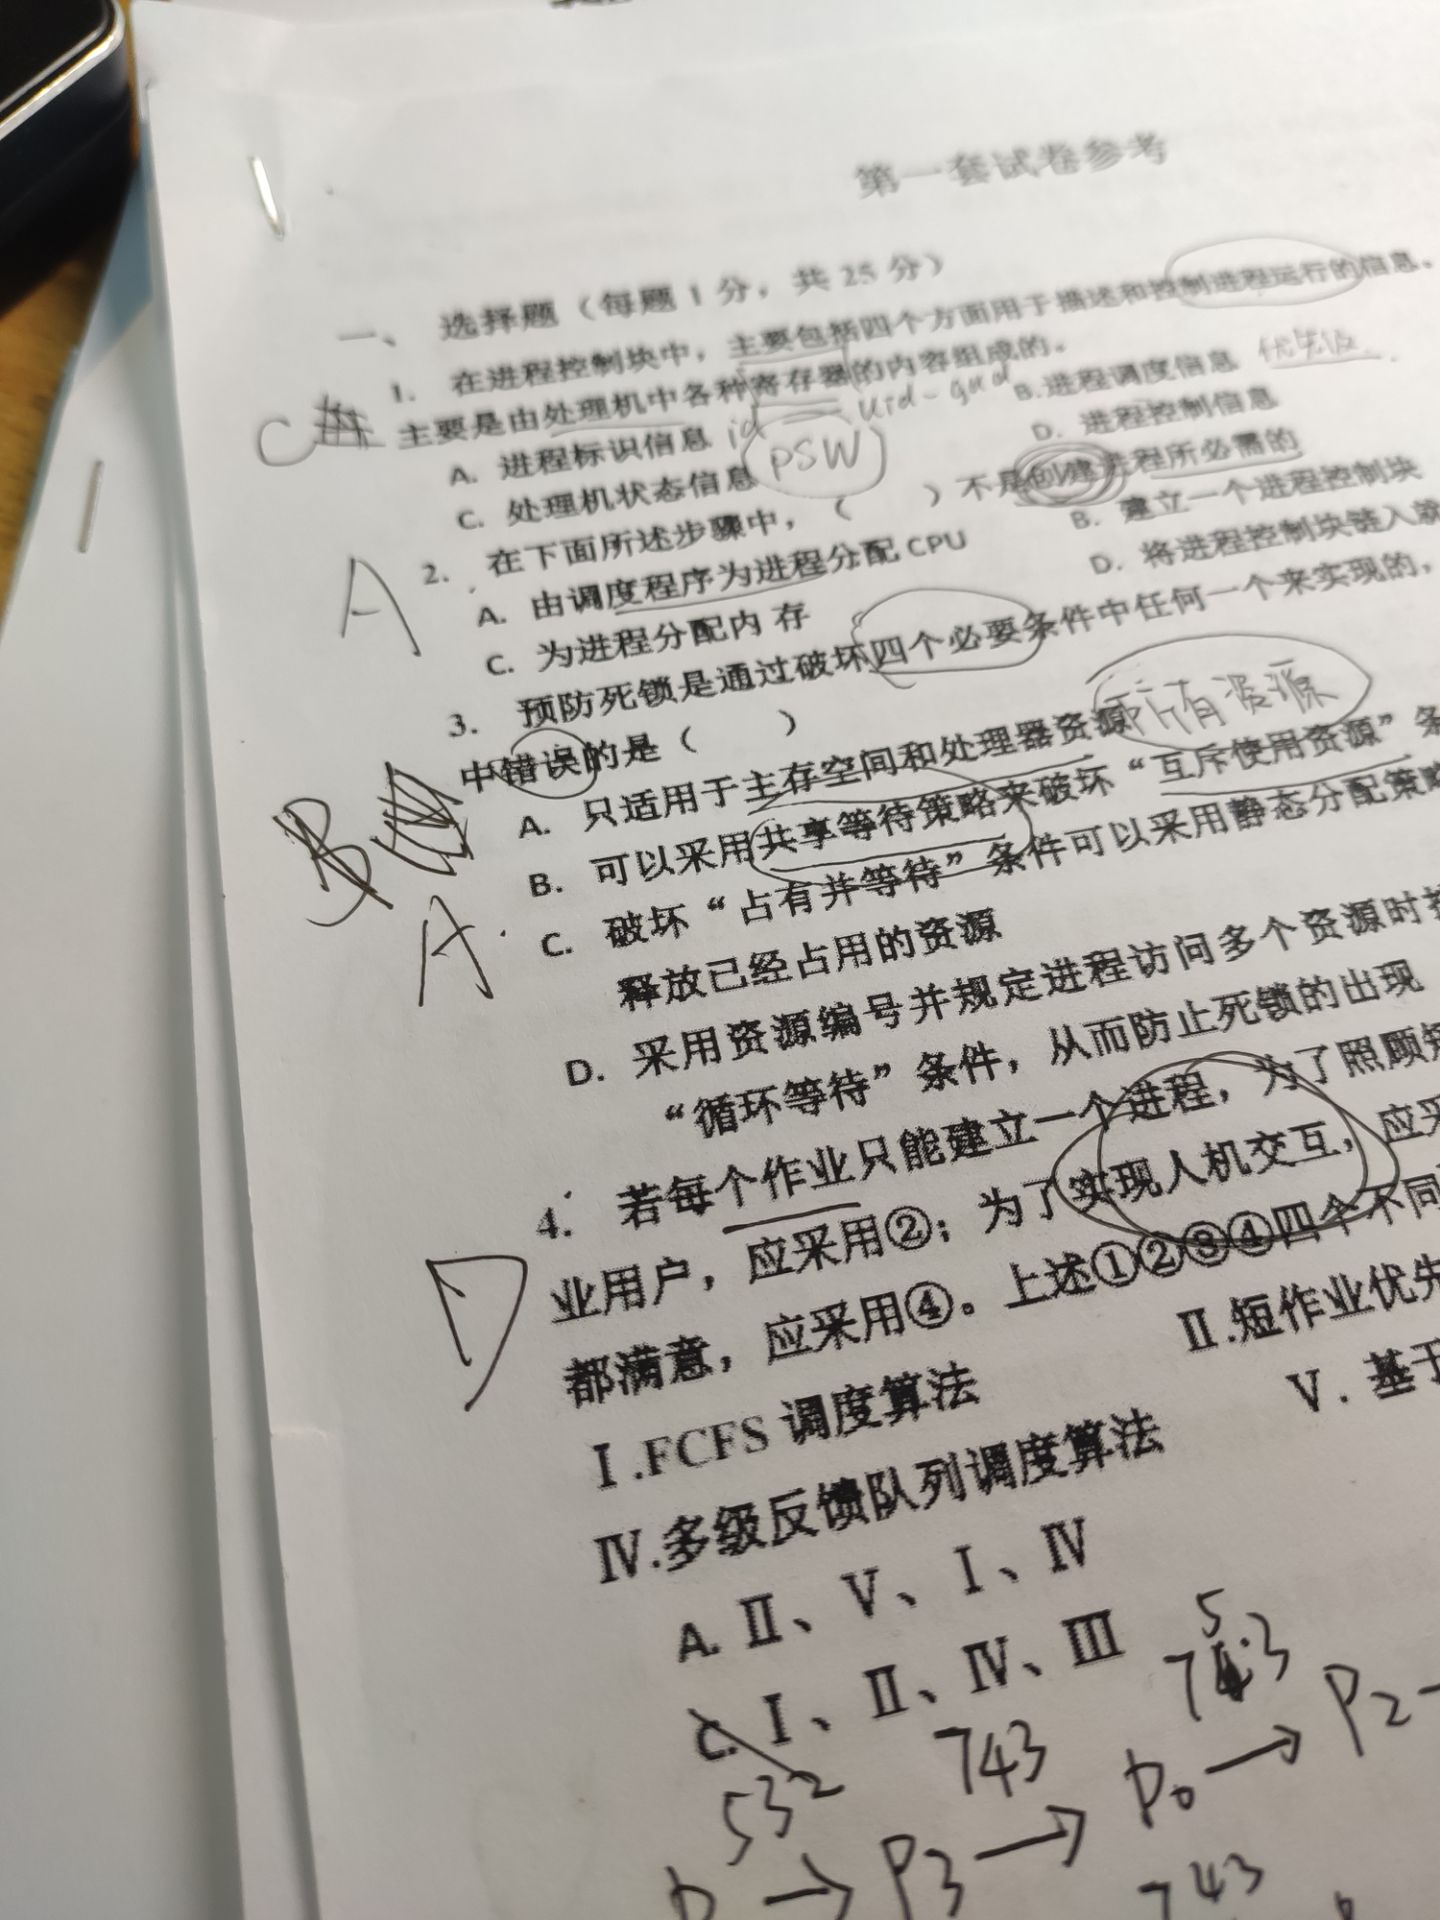 第一套试卷参考
一、 选择题（每题 1 分，共 25 分）
1. 在进程控制块中，主要包括四个方面用于描述和控制进程运行的信息。
C 主要是由处理机中各种寄存器的内容组成的。
A. 进程标识信息 id uid-gud B.进程调度信息 优先级
C. 处理机状态信息 PSW D. 进程控制信息
A 2. 在下面所述步骤中，（ ）不是创建进程所必需的
A. 由调度程序为进程分配 CPU B. 建立一个进程控制块
C. 为进程分配内 存 D. 将进程控制块链入就
3. 预防死锁是通过破坏四个必要条件中任何一个来实现的，
中错误的是（ ）
A. 只适用于主存空间和处理器资源 所有资源
B B. 可以采用共享等待策略来破坏“互斥使用资源”条
A. C. 破坏“占有并等待”条件可以采用静态分配策略
释放已经占用的资源
D. 采用资源编号并规定进程访问多个资源时按
“循环等待”条件，从而防止死锁的出现
4. 若每个作业只能建立一个进程，为了照顾短
D 业用户，应采用②；为了实现人机交互，应采
都满意，应采用④。上述①②③④四个不同
Ⅰ.FCFS 调度算法 Ⅱ.短作业优先
Ⅳ.多级反馈队列调度算法 Ⅴ. 基于
A. Ⅱ、Ⅴ、Ⅰ、Ⅳ
C. Ⅰ、Ⅱ、Ⅳ、Ⅲ
532 743 743 5
→ P3 → P0 → P2
743